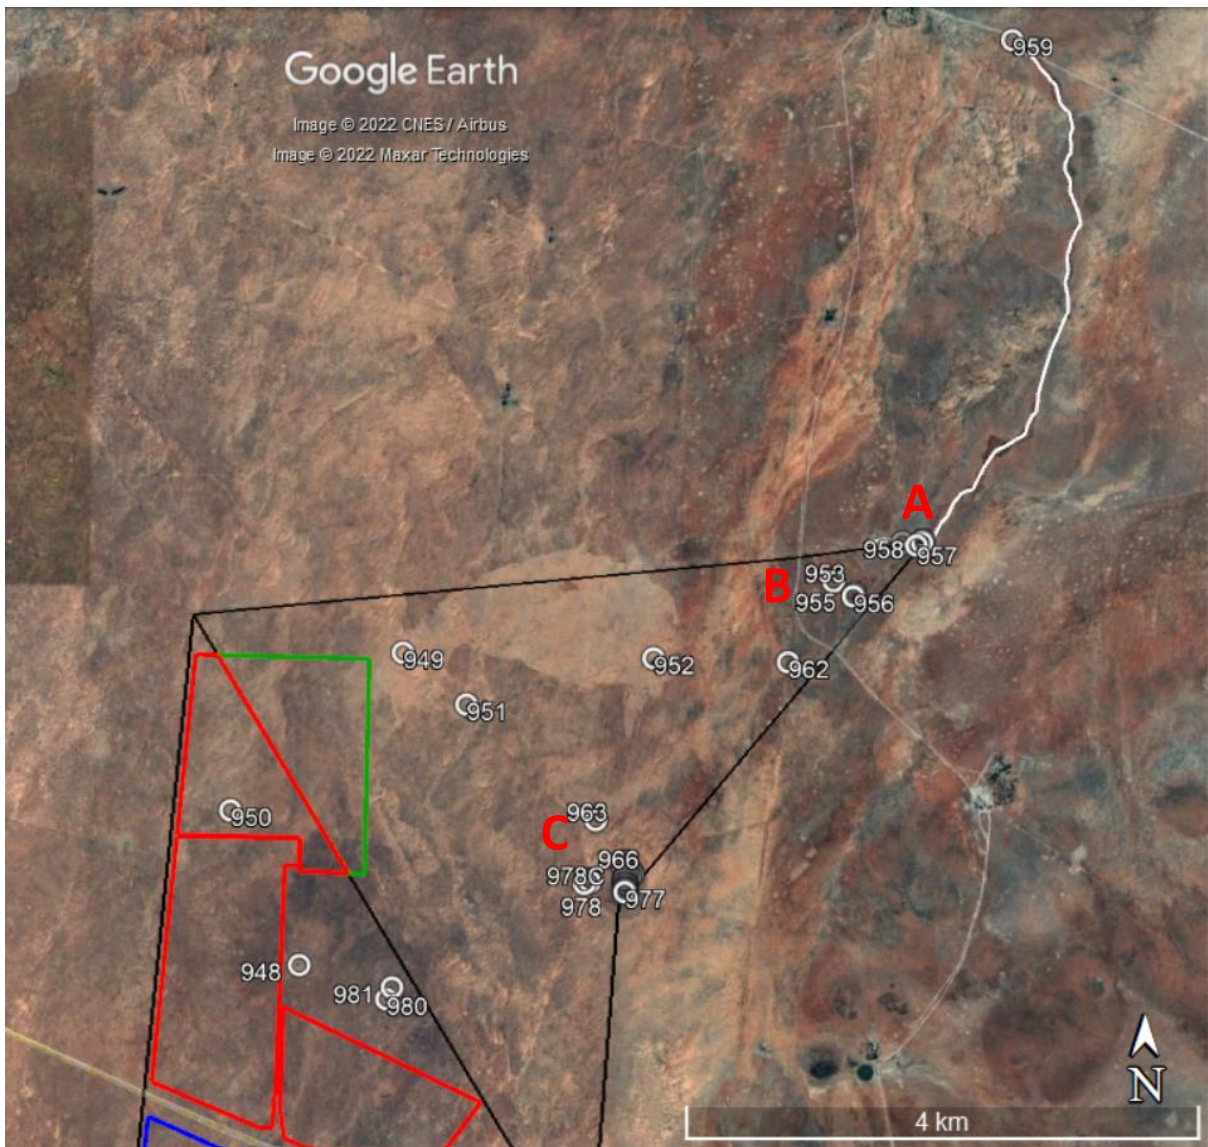 959
Google Earth
Image © 2022 CNES / Airbus
Image © 2022 Maxar Technologies
A
958
957
953
B
955
956
949
952
962
951
950
963
C
966
978C
977
978
948
981
980
N
4 km